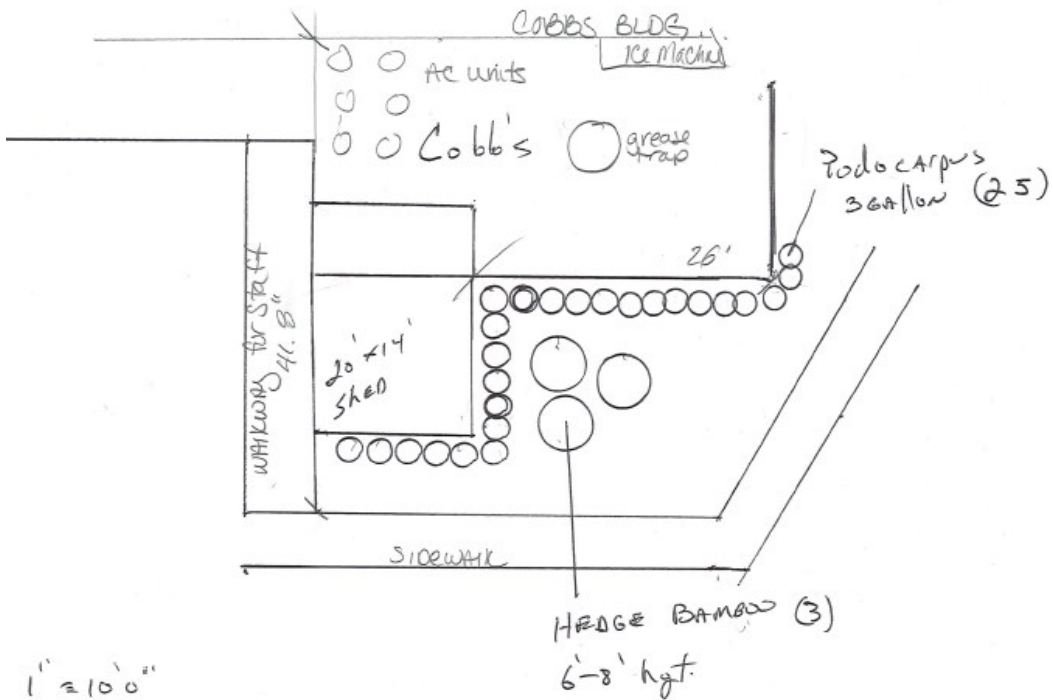 COBBS BLDG.
Ice Machine
AC units
Cobb's
grease
trap
Podocarpus
3 GAllON (25)
26'
WAlKWAy for Staff
41.8"
20' x 14'
SHED
SIDEWAlK
HEDGE BAMBOO (3)
6'-8' hgt.
1" = 10'0"